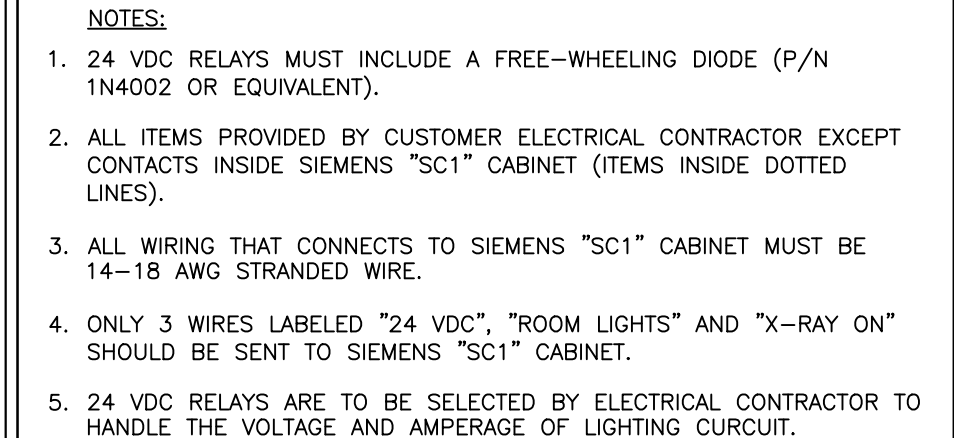 NOTES:
1. 24 VDC RELAYS MUST INCLUDE A FREE-WHEELING DIODE (P/N
1N4002 OR EQUIVALENT).
2. ALL ITEMS PROVIDED BY CUSTOMER ELECTRICAL CONTRACTOR EXCEPT
CONTACTS INSIDE SIEMENS "SC1" CABINET (ITEMS INSIDE DOTTED
LINES).
3. ALL WIRING THAT CONNECTS TO SIEMENS "SC1" CABINET MUST BE
14-18 AWG STRANDED WIRE.
4. ONLY 3 WIRES LABELED "24 VDC", "ROOM LIGHTS" AND "X-RAY ON"
SHOULD BE SENT TO SIEMENS "SC1" CABINET.
5. 24 VDC RELAYS ARE TO BE SELECTED BY ELECTRICAL CONTRACTOR TO
HANDLE THE VOLTAGE AND AMPERAGE OF LIGHTING CURCUIT.